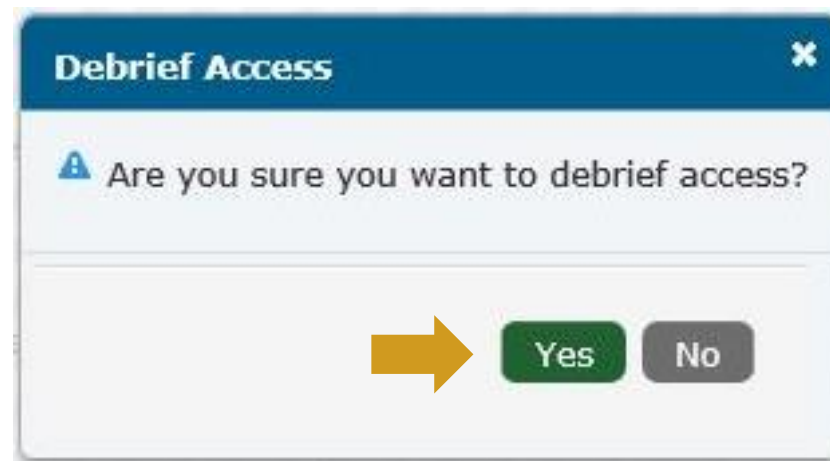 Debrief Access
Are you sure you want to debrief access?
Yes No